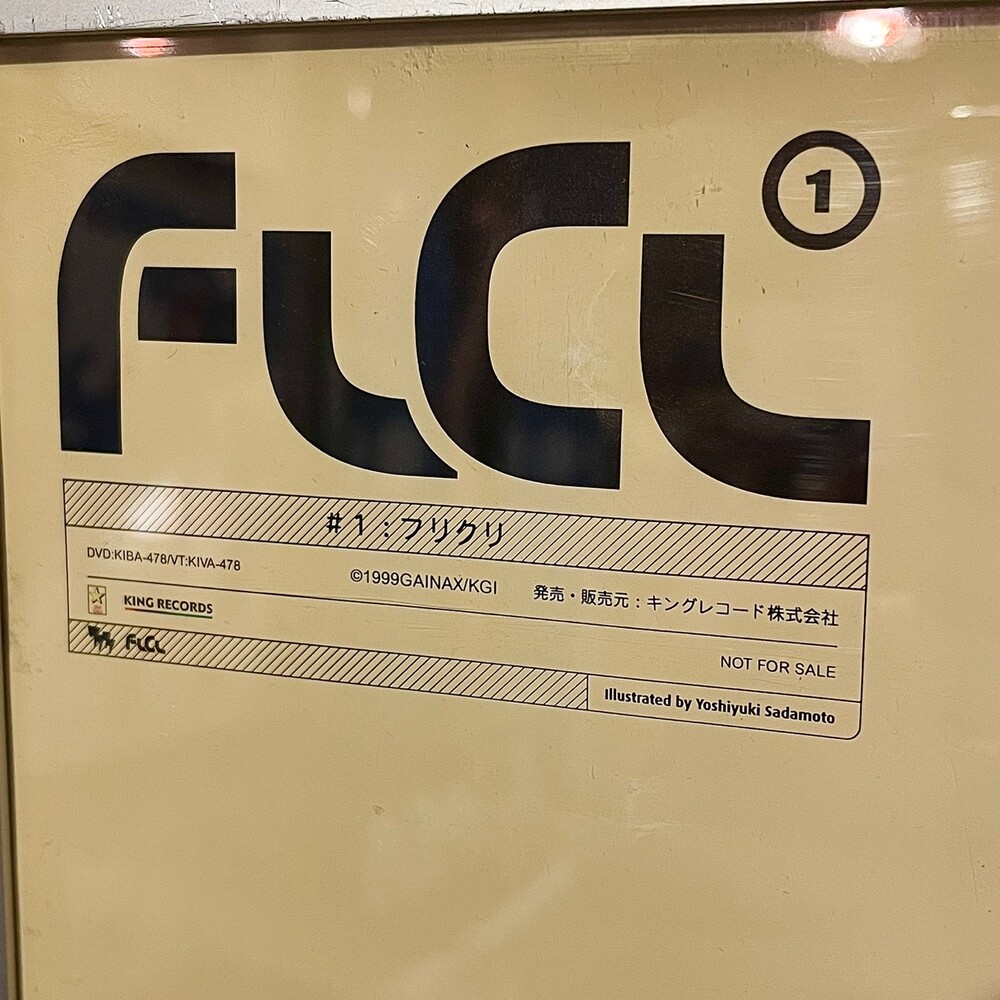 FLCL ①
#1:フリクリ
DVD:KIBA-478/VT:KIVA-478
©1999GAINAX/KGI
発売・販売元:キングレコード株式会社
KING RECORDS
NOT FOR SALE
FLCL
Illustrated by Yoshiyuki Sadamoto